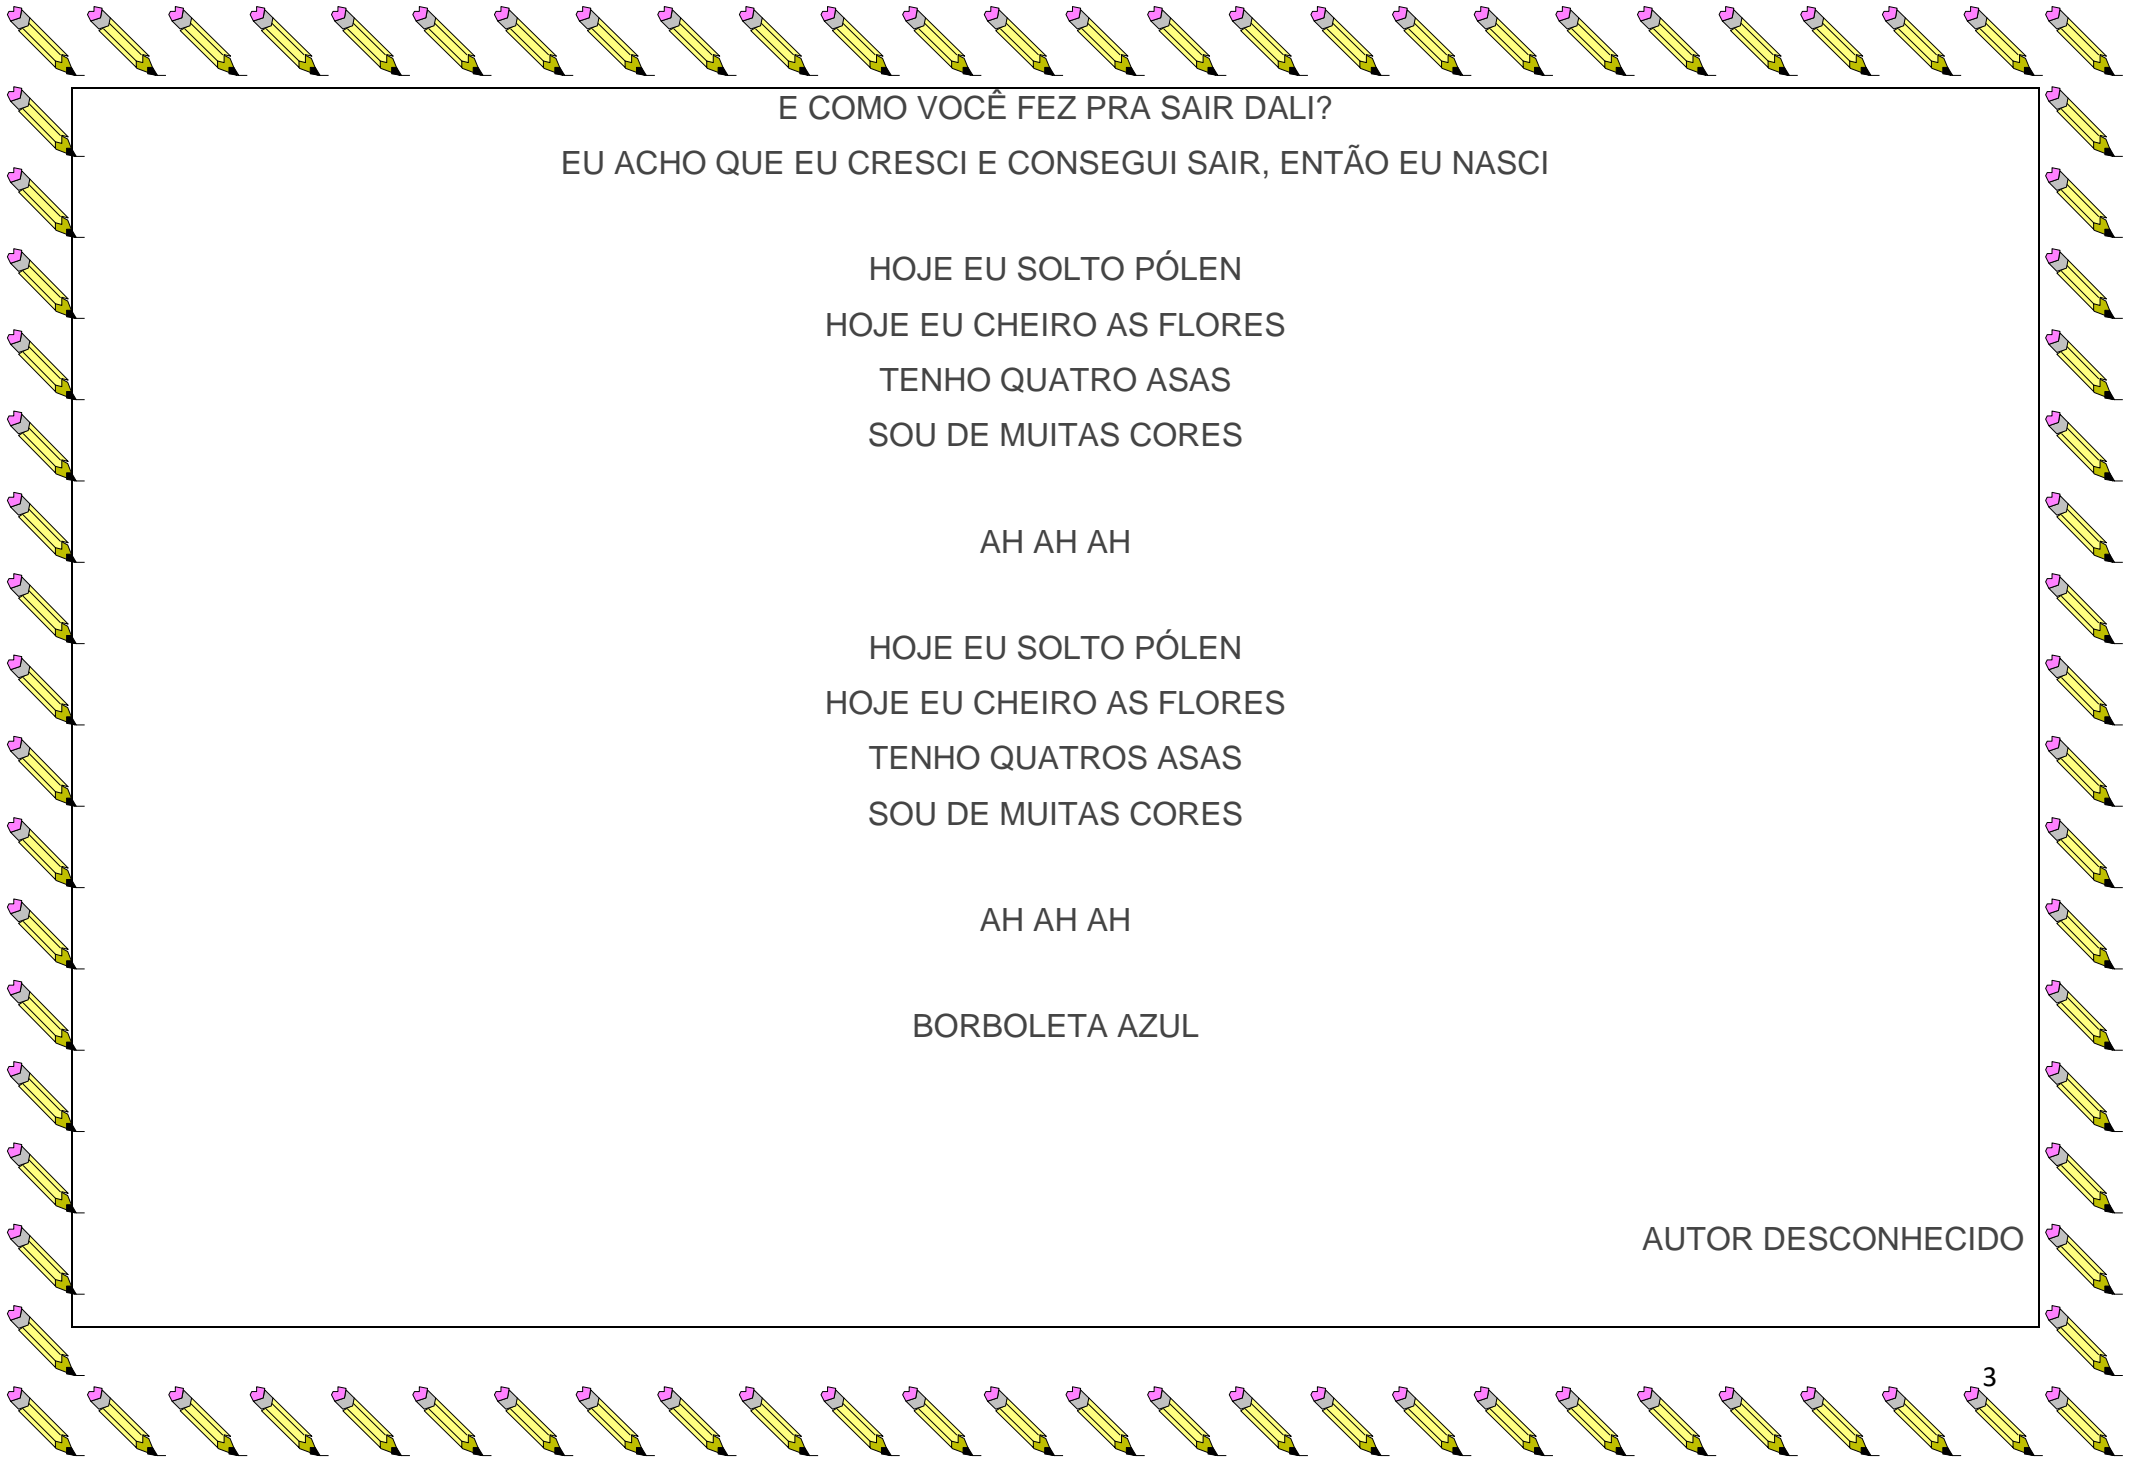 E COMO VOCÊ FEZ PRA SAIR DALI?
EU ACHO QUE EU CRESCI E CONSEGUI SAIR, ENTÃO EU NASCI
HOJE EU SOLTO PÓLEN
HOJE EU CHEIRO AS FLORES
TENHO QUATRO ASAS
SOU DE MUITAS CORES
AH AH AH
HOJE EU SOLTO PÓLEN
HOJE EU CHEIRO AS FLORES
TENHO QUATROS ASAS
SOU DE MUITAS CORES
AH AH AH
BORBOLETA AZUL
AUTOR DESCONHECIDO
3